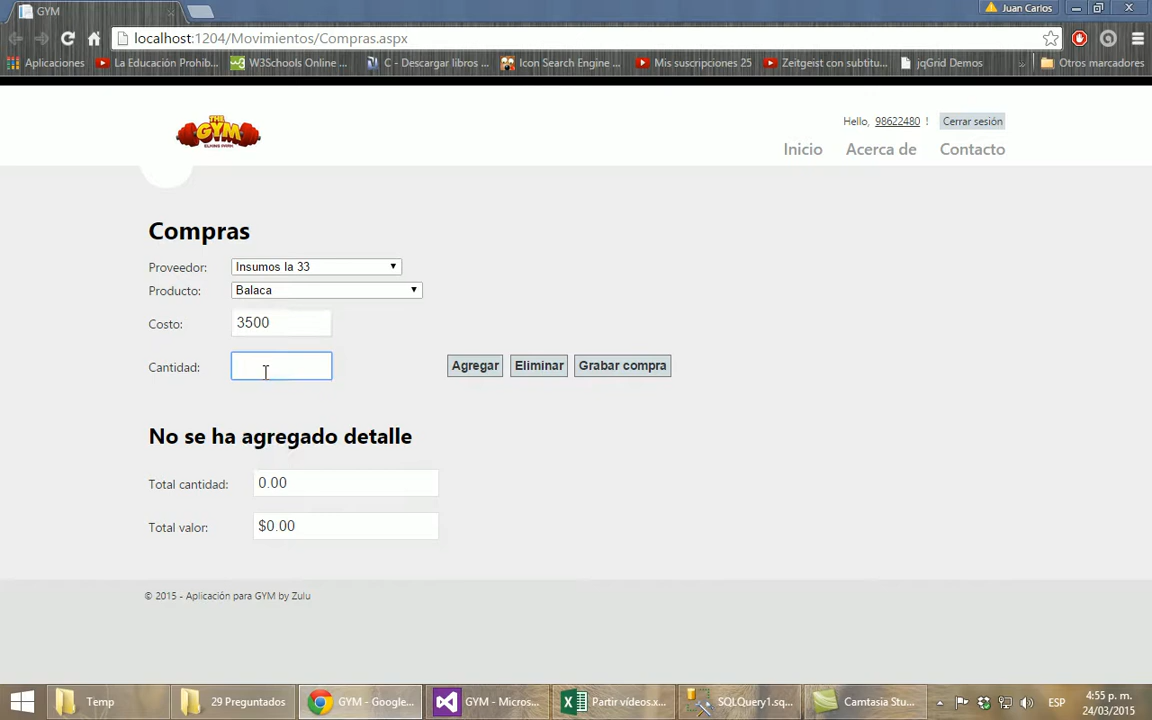 GYM
Juan Carlos
localhost:1204/Movimientos/Compras.aspx
Aplicaciones
La Educación Prohib...
W3Schools Online ...
C - Descargar libros ...
Icon Search Engine ...
Mis suscripciones 25
Zeitgeist con subtitu...
jqGrid Demos
»
Otros marcadores
THE GYM
Hello, 98622480 !
Cerrar sesión
Inicio
Acerca de
Contacto
Compras
Proveedor: Insumos la 33
Producto: Balaca
Costo: 3500
Cantidad:
Agregar
Eliminar
Grabar compra
No se ha agregado detalle
Total cantidad: 0.00
Total valor: $0.00
© 2015 - Aplicación para GYM by Zulu
Temp
29 Preguntados
GYM - Google...
GYM - Micros...
Partir vídeos.x...
SQLQuery1.sq...
Camtasia Stu...
ESP
4:55 p. m.
24/03/2015